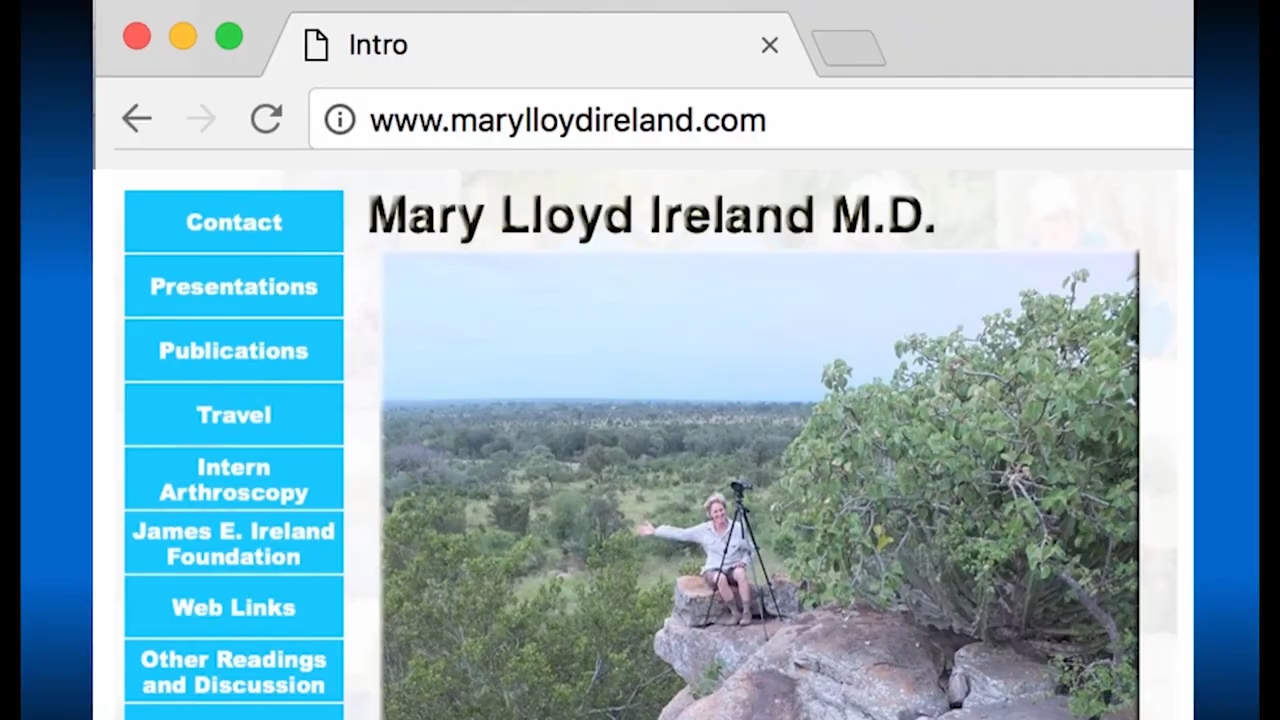 Intro
www.marylloydireland.com
Mary Lloyd Ireland M.D.
Contact
Presentations
Publications
Travel
Intern
Arthroscopy
James E. Ireland
Foundation
Web Links
Other Readings
and Discussion